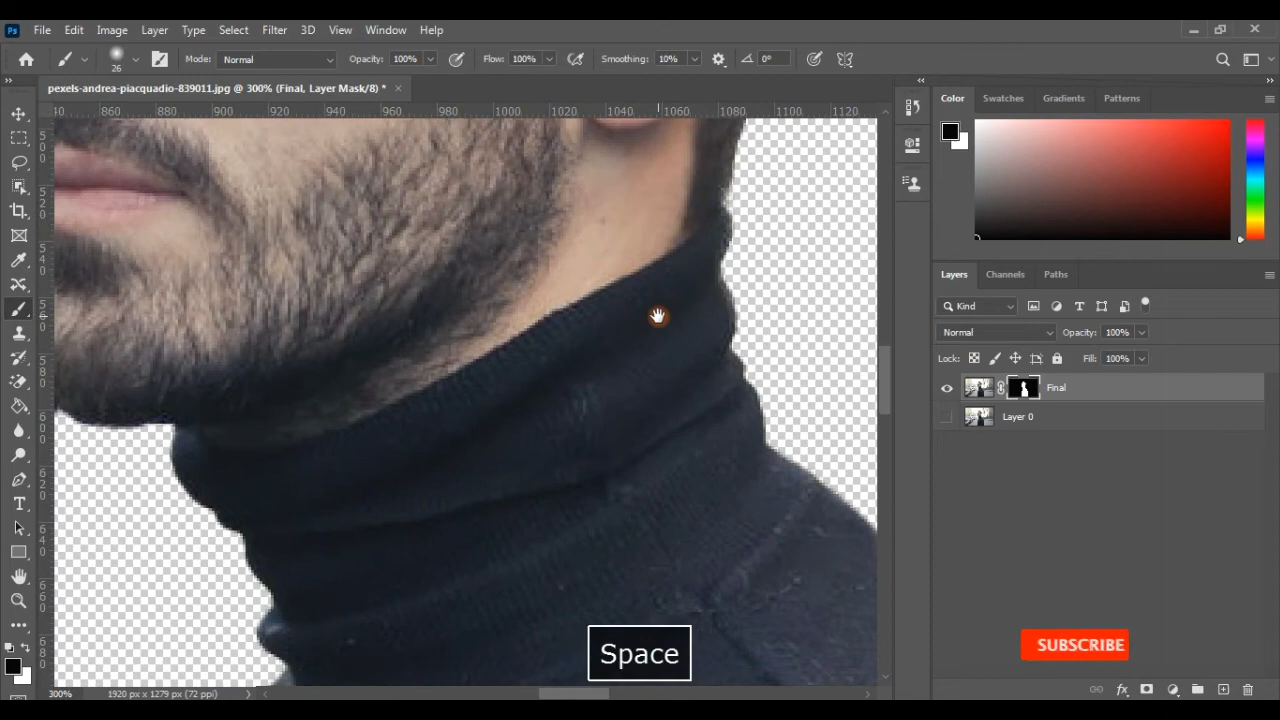 Ps File Edit Image Layer Type Select Filter 3D View Window Help
26 Mode: Normal Opacity: 100% Flow: 100% Smoothing: 10% 0°
pexels-andrea-piacquadio-839011.jpg @ 300% (Final, Layer Mask/8) * ×
40 860 880 900 920 940 960 980 1000 1020 1040 1060 1080 1100 1120
Color Swatches Gradients Patterns
Layers Channels Paths
Kind
Normal Opacity: 100%
Lock: Fill: 100%
Final
Layer 0
Space
SUBSCRIBE
300% 1920 px x 1279 px (72 ppi)